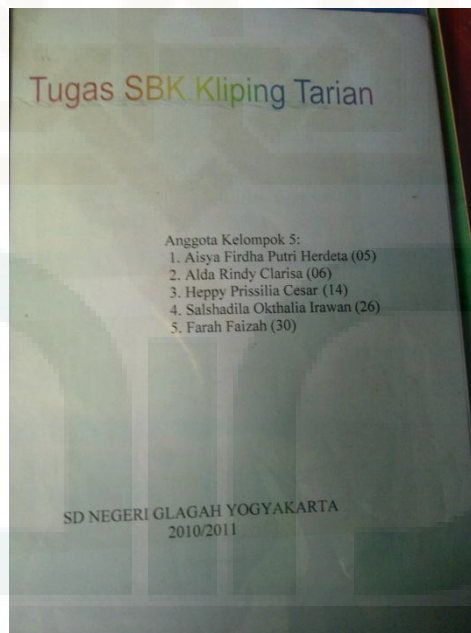 Tugas SBK Kliping Tarian
Anggota Kelompok 5:
1. Aisya Firdha Putri Herdeta (05)
2. Alda Rindy Clarisa (06)
3. Heppy Prissilia Cesar (14)
4. Salshadila Okthalia Irawan (26)
5. Farah Faizah (30)
SD NEGERI GLAGAH YOGYAKARTA
2010/2011